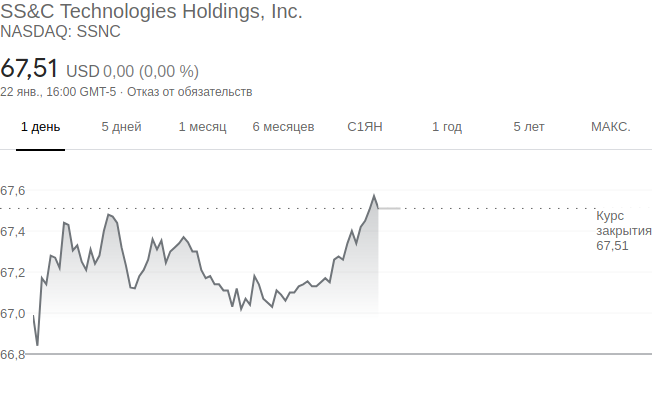 SS&C Technologies Holdings, Inc.
NASDAQ: SSNC
67,51 USD 0,00 (0,00 %)
22 янв., 16:00 GMT-5 · Отказ от обязательств
1 день 5 дней 1 месяц 6 месяцев С1ЯН 1 год 5 лет МАКС.
67,6
67,4
67,2
67,0
66,8
Курс
закрытия
67,51